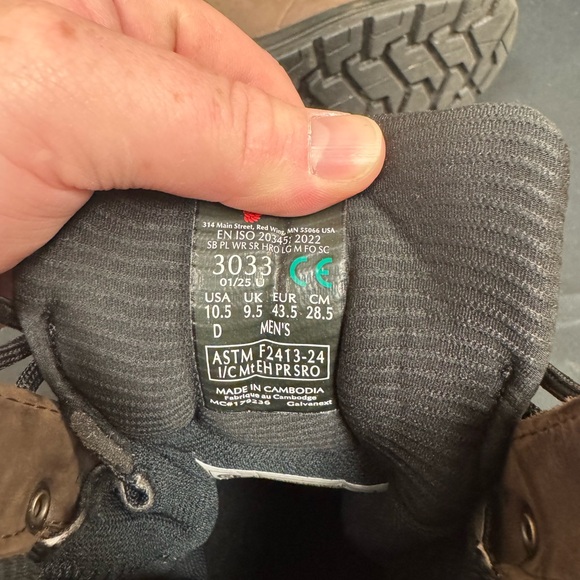 314 Main Street, Red Wing, MN 55066 USA
EN ISO 20345: 2022
SB PL WR SR HRO LG M FO SC
3033 CE
01/25 U
USA UK EUR CM
10.5 9.5 43.5 28.5
D MEN'S
ASTM F2413-24
I/C Mt EH PR SRO
MADE IN CAMBODIA
Fabriqué au Cambodge
Galvanext